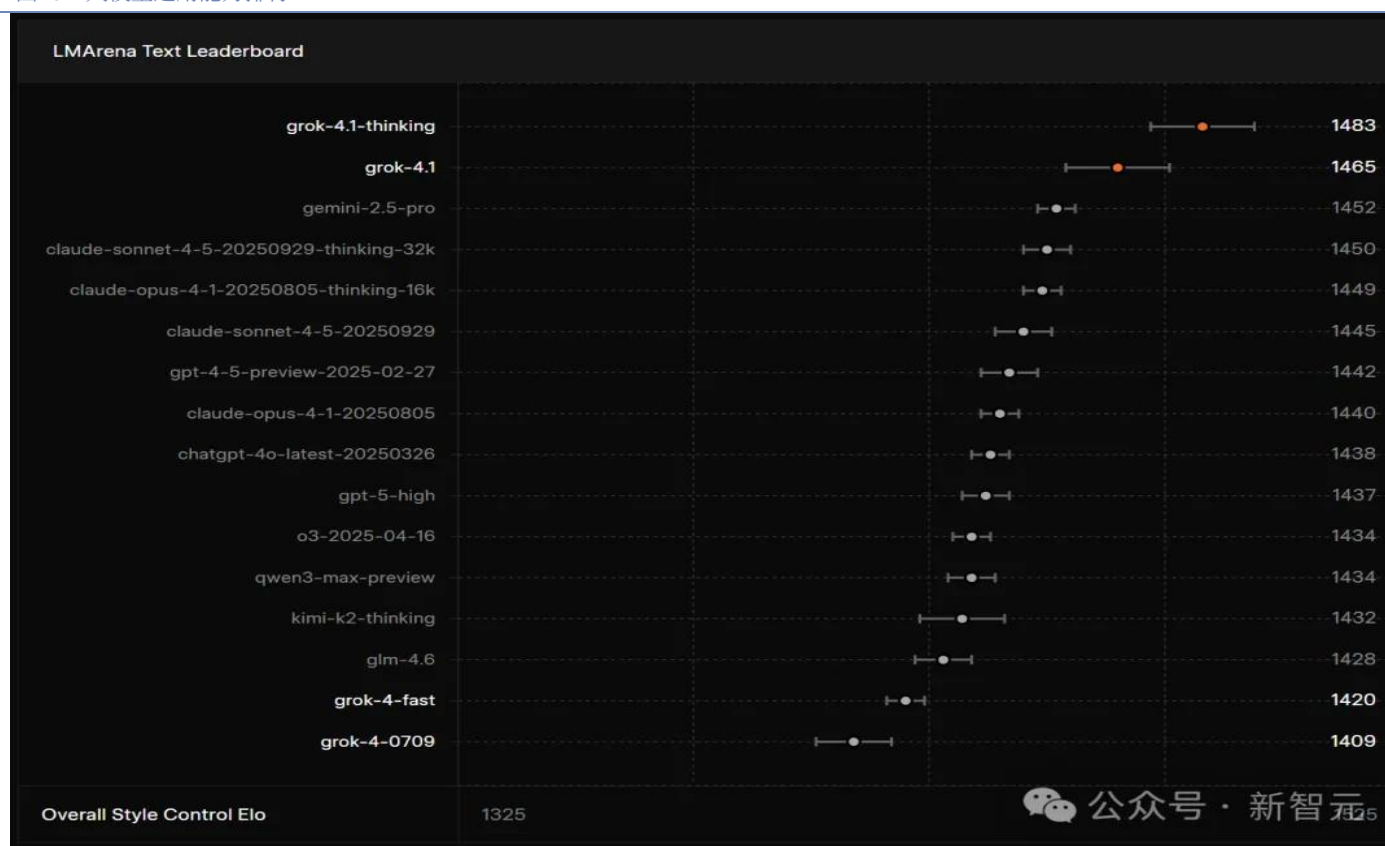 LMArena Text Leaderboard
grok-4.1-thinking 1483
grok-4.1 1465
gemini-2.5-pro 1452
claude-sonnet-4-5-20250929-thinking-32k 1450
claude-opus-4-1-20250805-thinking-16k 1449
claude-sonnet-4-5-20250929 1445
gpt-4-5-preview-2025-02-27 1442
claude-opus-4-1-20250805 1440
chatgpt-4o-latest-20250326 1438
gpt-5-high 1437
o3-2025-04-16 1434
qwen3-max-preview 1434
kimi-k2-thinking 1432
glm-4.6 1428
grok-4-fast 1420
grok-4-0709 1409
Overall Style Control Elo 1325 1525
公众号 · 新智元